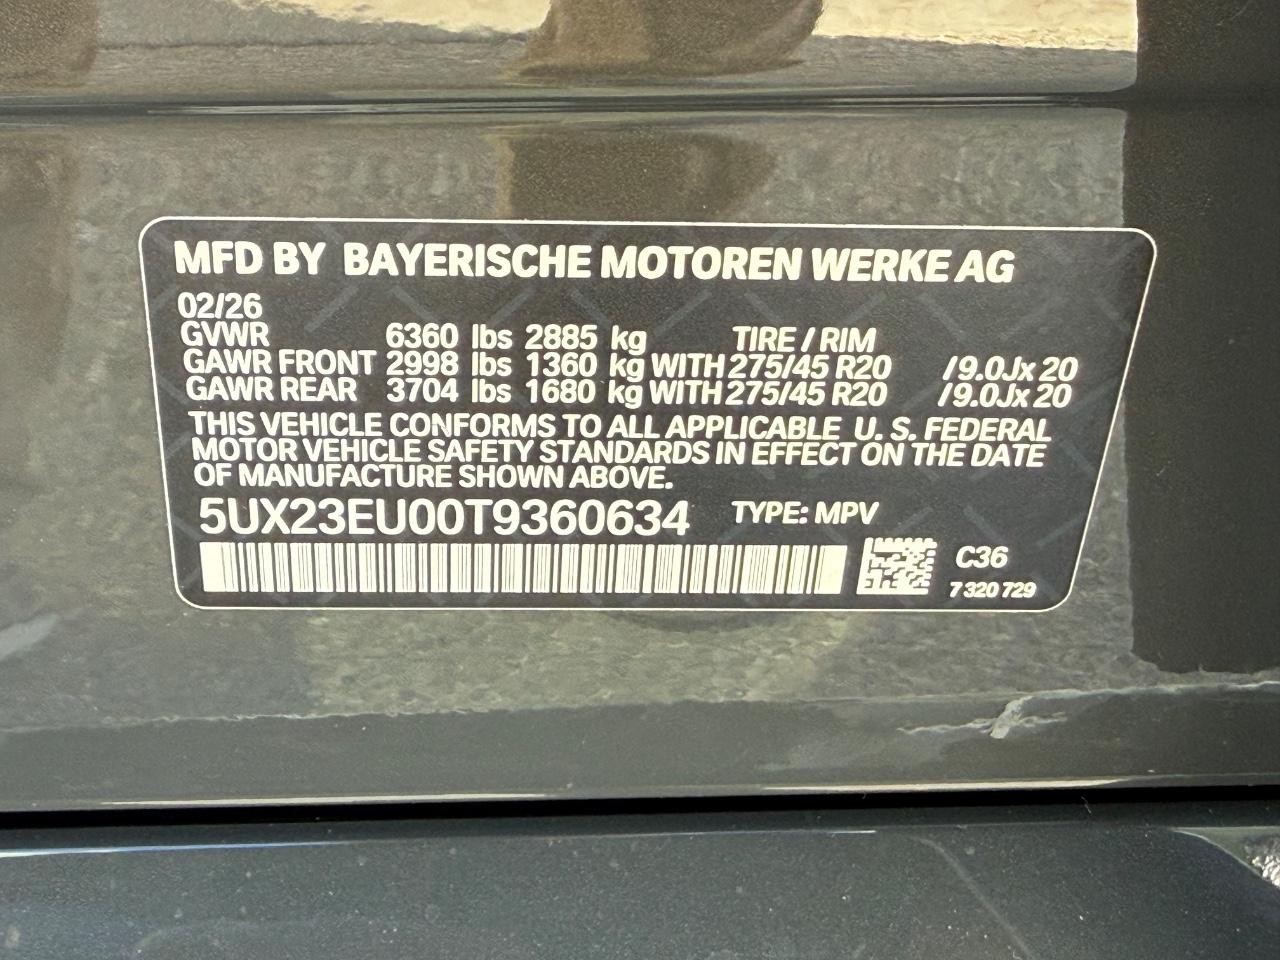 MFD BY BAYERISCHE MOTOREN WERKE AG
02/26
GVWR 6360 lbs 2885 kg TIRE / RIM
GAWR FRONT 2998 lbs 1360 kg WITH 275/45 R20 / 9.0Jx 20
GAWR REAR 3704 lbs 1680 kg WITH 275/45 R20 / 9.0Jx 20
THIS VEHICLE CONFORMS TO ALL APPLICABLE U. S. FEDERAL
MOTOR VEHICLE SAFETY STANDARDS IN EFFECT ON THE DATE
OF MANUFACTURE SHOWN ABOVE.
5UX23EU00T9360634 TYPE: MPV
C36
7 320 729